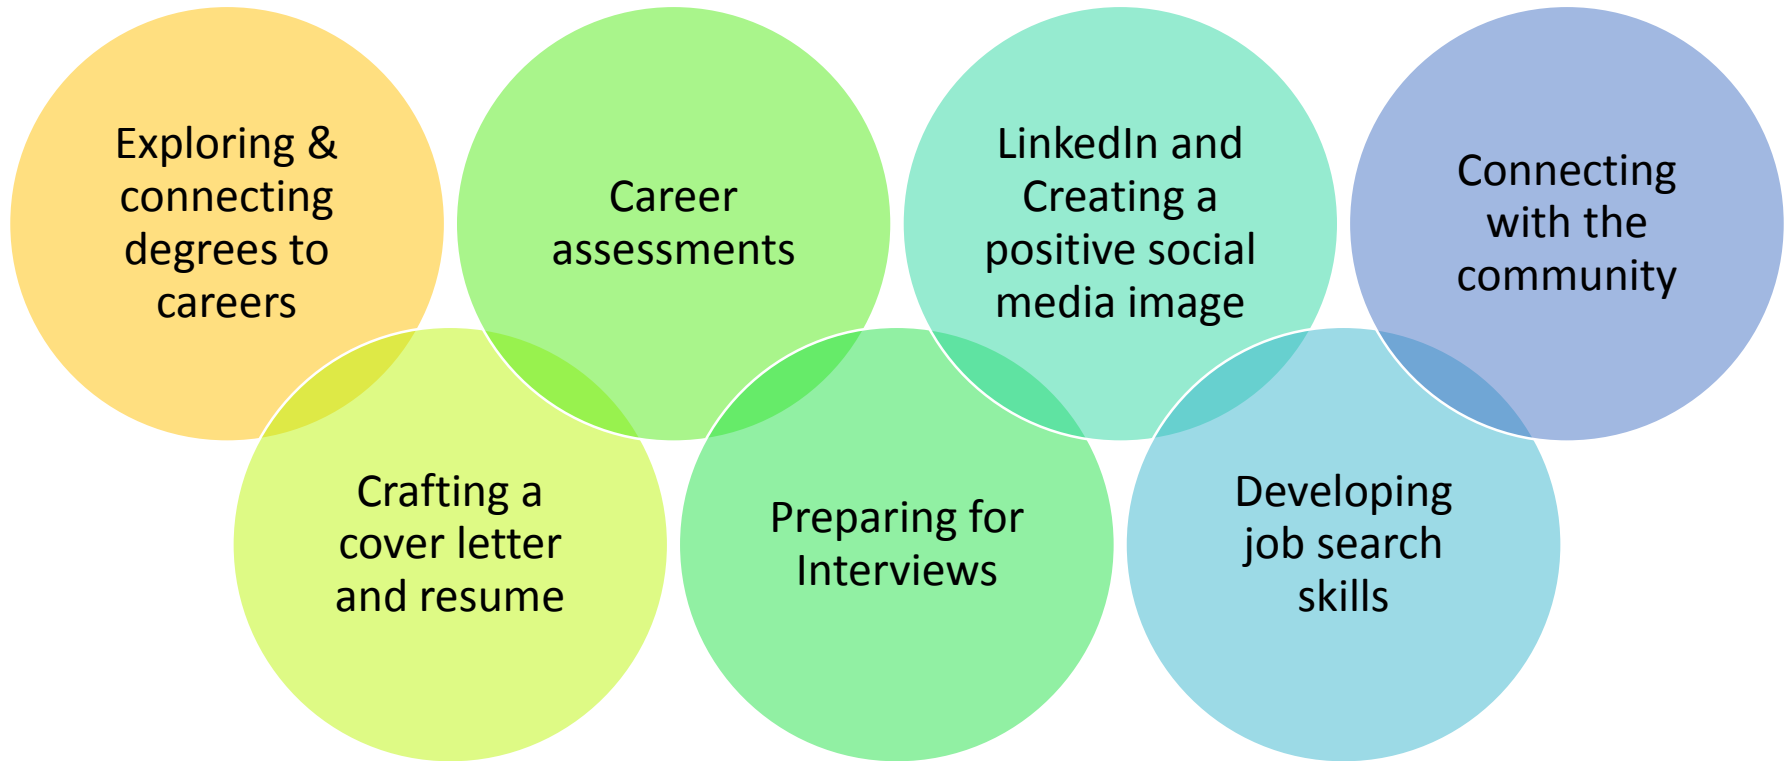 Exploring &
connecting
degrees to
careers
Crafting a
cover letter
and resume
Career
assessments
Preparing for
Interviews
LinkedIn and
Creating a
positive social
media image
Developing
job search
skills
Connecting
with the
community